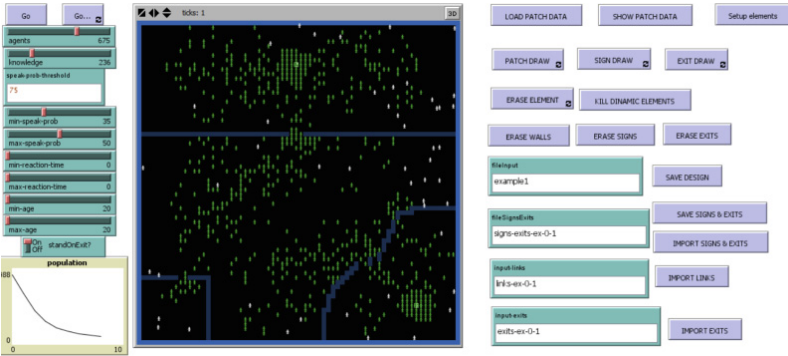 Go
Go...
agents 675
knowledge 236
speak-prob-threshold
75
min-speak-prob 35
max-speak-prob 50
min-reaction-time 0
max-reaction-time 0
min-age 20
max-age 20
On
Off
standOnExit?
population
0
0 10
ticks: 1
3D
LOAD PATCH DATA
SHOW PATCH DATA
Setup elements
PATCH DRAW
SIGN DRAW
EXIT DRAW
ERASE ELEMENT
KILL DINAMIC ELEMENTS
ERASE WALLS
ERASE SIGNS
ERASE EXITS
fileInput
example1
SAVE DESIGN
fileSignsExits
signs-exits-ex-0-1
SAVE SIGNS & EXITS
IMPORT SIGNS & EXITS
input-links
links-ex-0-1
IMPORT LINKS
input-exits
exits-ex-0-1
IMPORT EXITS